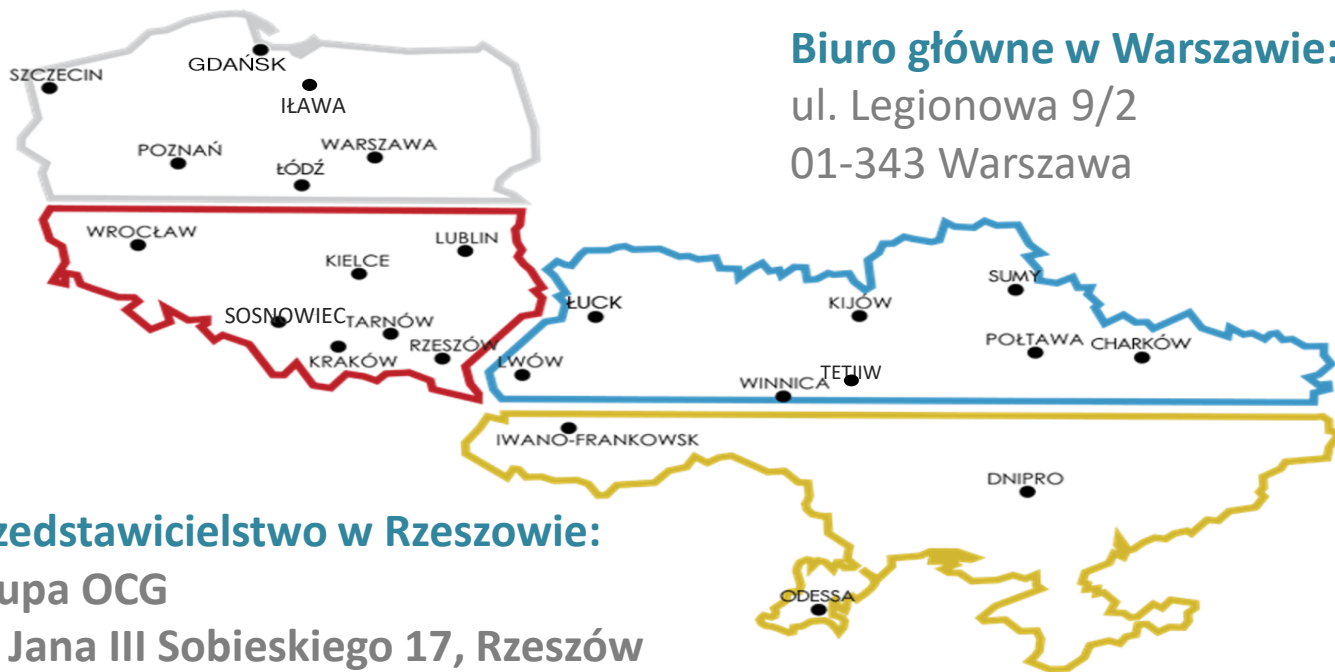 Biuro główne w Warszawie:
ul. Legionowa 9/2
01-343 Warszawa
GDAŃSK
SZCZECIN
IŁAWA
POZNAŃ
WARSZAWA
ŁÓDŹ
WROCŁAW
LUBLIN
KIELCE
SOSNOWIEC
TARNÓW
RZESZÓW
KRAKÓW
ŁUCK
KIJÓW
SUMY
POŁTAWA
CHARKÓW
LWÓW
TETIIW
WINNICA
IWANO-FRANKOWSK
DNIPRO
ODESSA
zedstawicielstwo w Rzeszowie:
upa OCG
Jana III Sobieskiego 17, Rzeszów